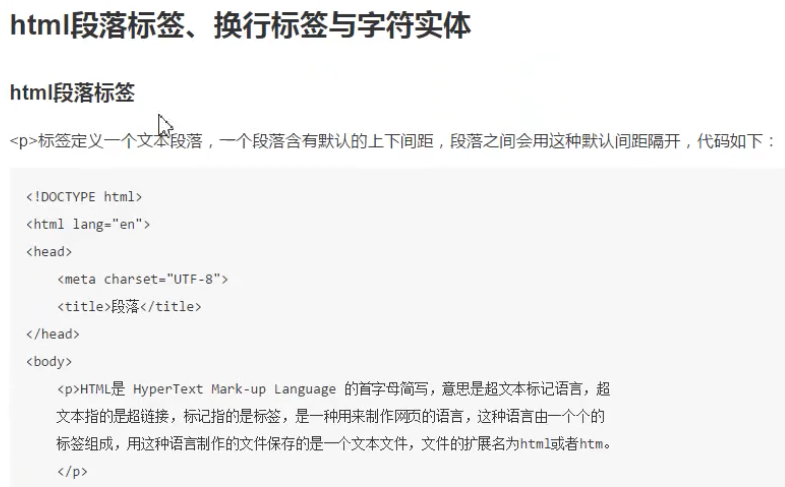 html段落标签、换行标签与字符实体
html段落标签
<p>标签定义一个文本段落，一个段落含有默认的上下间距，段落之间会用这种默认间距隔开，代码如下：
<!DOCTYPE html>
<html lang="en">
<head>
    <meta charset="UTF-8">
    <title>段落</title>
</head>
<body>
    <p>HTML是 HyperText Mark-up Language 的首字母简写，意思是超文本标记语言，超
    文本指的是超链接，标记指的是标签，是一种用来制作网页的语言，这种语言由一个个的
    标签组成，用这种语言制作的文件保存的是一个文本文件，文件的扩展名为html或者htm。
    </p>